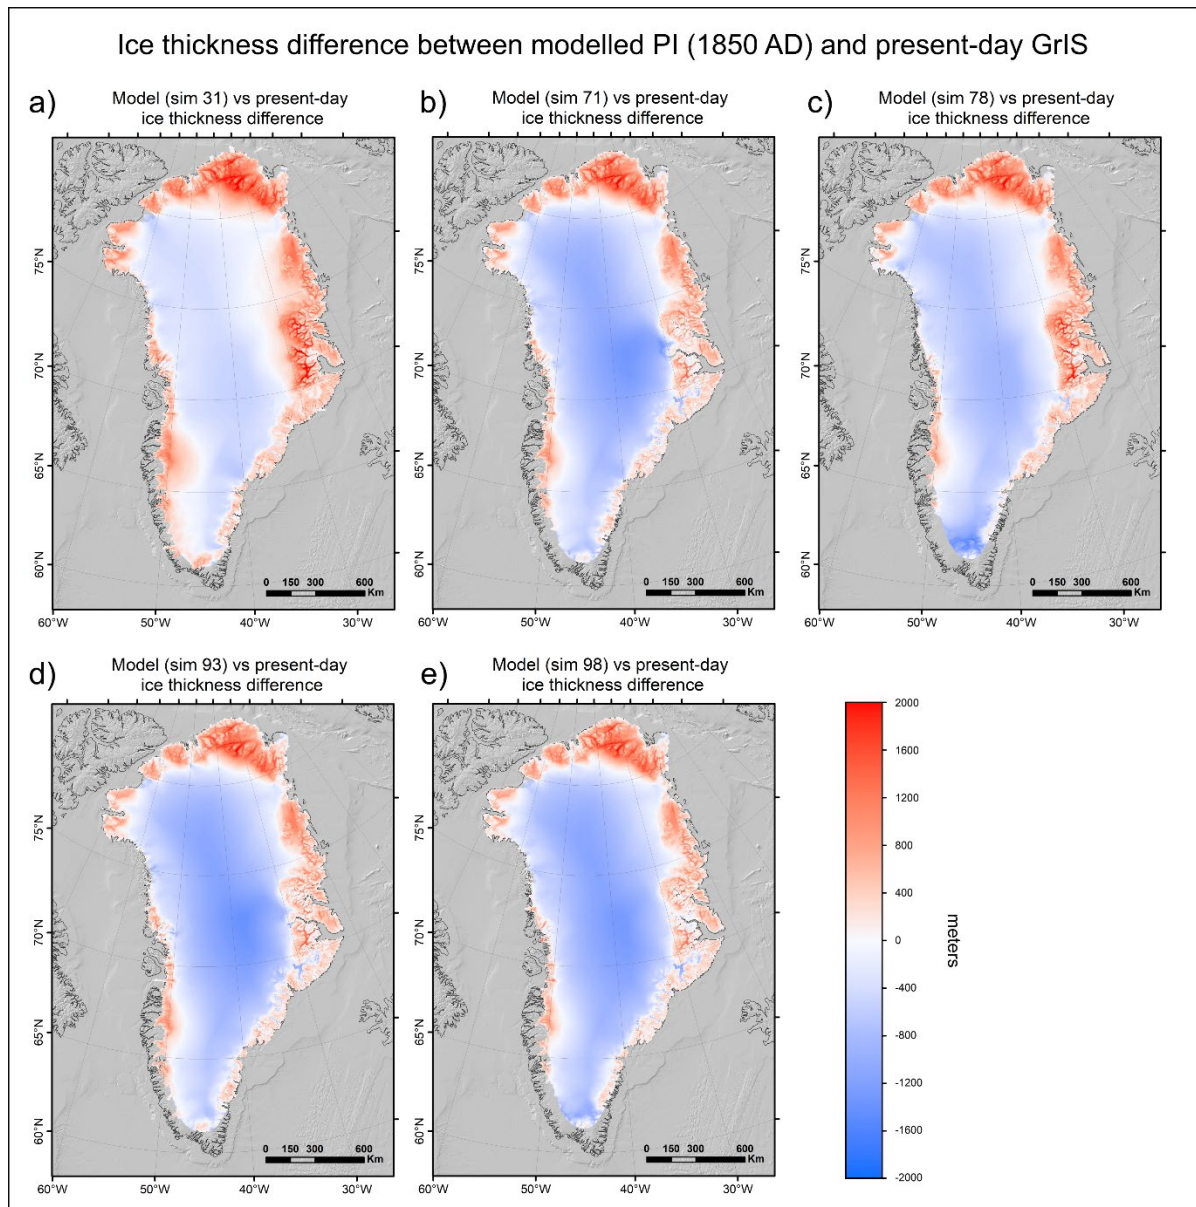 Ice thickness difference between modelled PI (1850 AD) and present-day GrIS
a)
Model (sim 31) vs present-day
ice thickness difference
b)
Model (sim 71) vs present-day
ice thickness difference
c)
Model (sim 78) vs present-day
ice thickness difference
75°N
70°N
65°N
60°N
0 150 300 600
Km
60°W 50°W 40°W 30°W
75°N
70°N
65°N
60°N
0 150 300 600
Km
60°W 50°W 40°W 30°W
75°N
70°N
65°N
60°N
0 150 300 600
Km
60°W 50°W 40°W 30°W
d)
Model (sim 93) vs present-day
ice thickness difference
e)
Model (sim 98) vs present-day
ice thickness difference
75°N
70°N
65°N
60°N
0 150 300 600
Km
60°W 50°W 40°W 30°W
75°N
70°N
65°N
60°N
0 150 300 600
Km
60°W 50°W 40°W 30°W
2000
1600
1200
800
400
0
-400
-800
-1200
-1600
-2000
meters